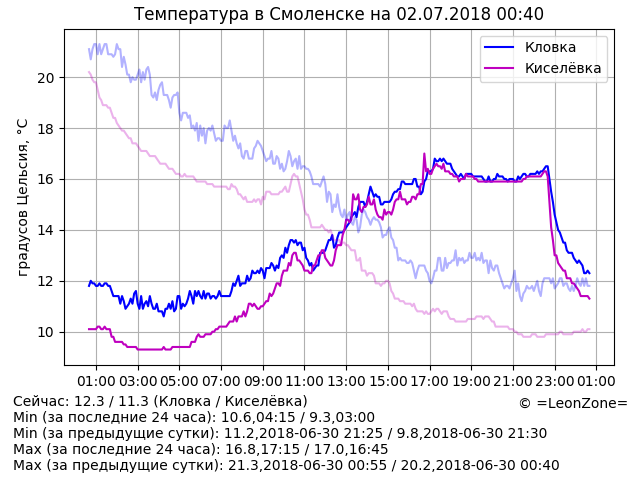 Температура в Смоленске на 02.07.2018 00:40
Кловка
Киселёвка
градусов Цельсия, °C
20
18
16
14
12
10
01:00 03:00 05:00 07:00 09:00 11:00 13:00 15:00 17:00 19:00 21:00 23:00 01:00
Сейчас: 12.3 / 11.3 (Кловка / Киселёвка)
© =LeonZone=
Min (за последние 24 часа): 10.6,04:15 / 9.3,03:00
Min (за предыдущие сутки): 11.2,2018-06-30 21:25 / 9.8,2018-06-30 21:30
Max (за последние 24 часа): 16.8,17:15 / 17.0,16:45
Max (за предыдущие сутки): 21.3,2018-06-30 00:55 / 20.2,2018-06-30 00:40